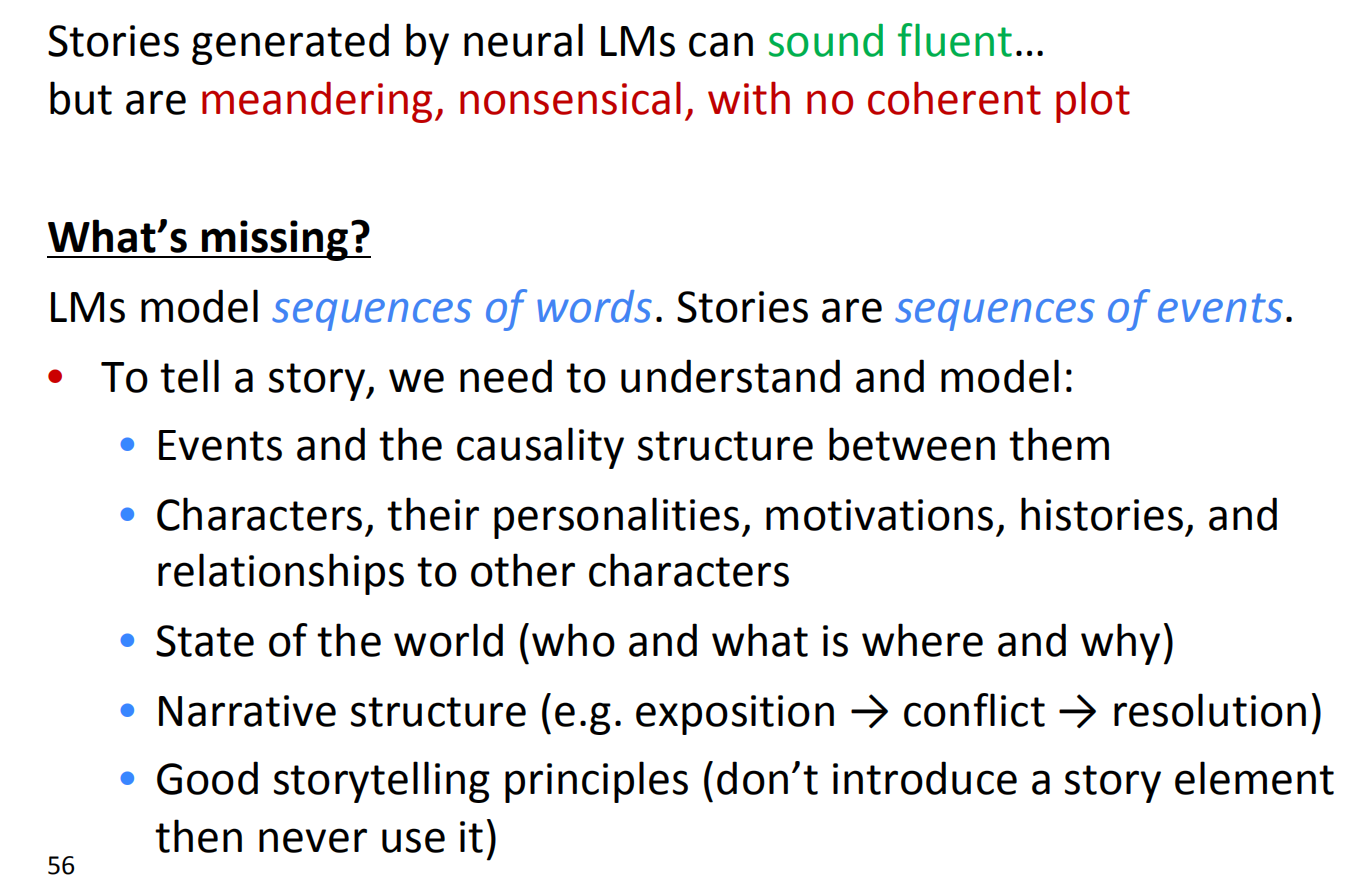 Stories generated by neural LMs can sound fluent...
but are meandering, nonsensical, with no coherent plot
What's missing?
LMs model sequences of words. Stories are sequences of events.
• To tell a story, we need to understand and model:
• Events and the causality structure between them
• Characters, their personalities, motivations, histories, and
relationships to other characters
• State of the world (who and what is where and why)
• Narrative structure (e.g. exposition → conflict → resolution)
• Good storytelling principles (don't introduce a story element
then never use it)
56